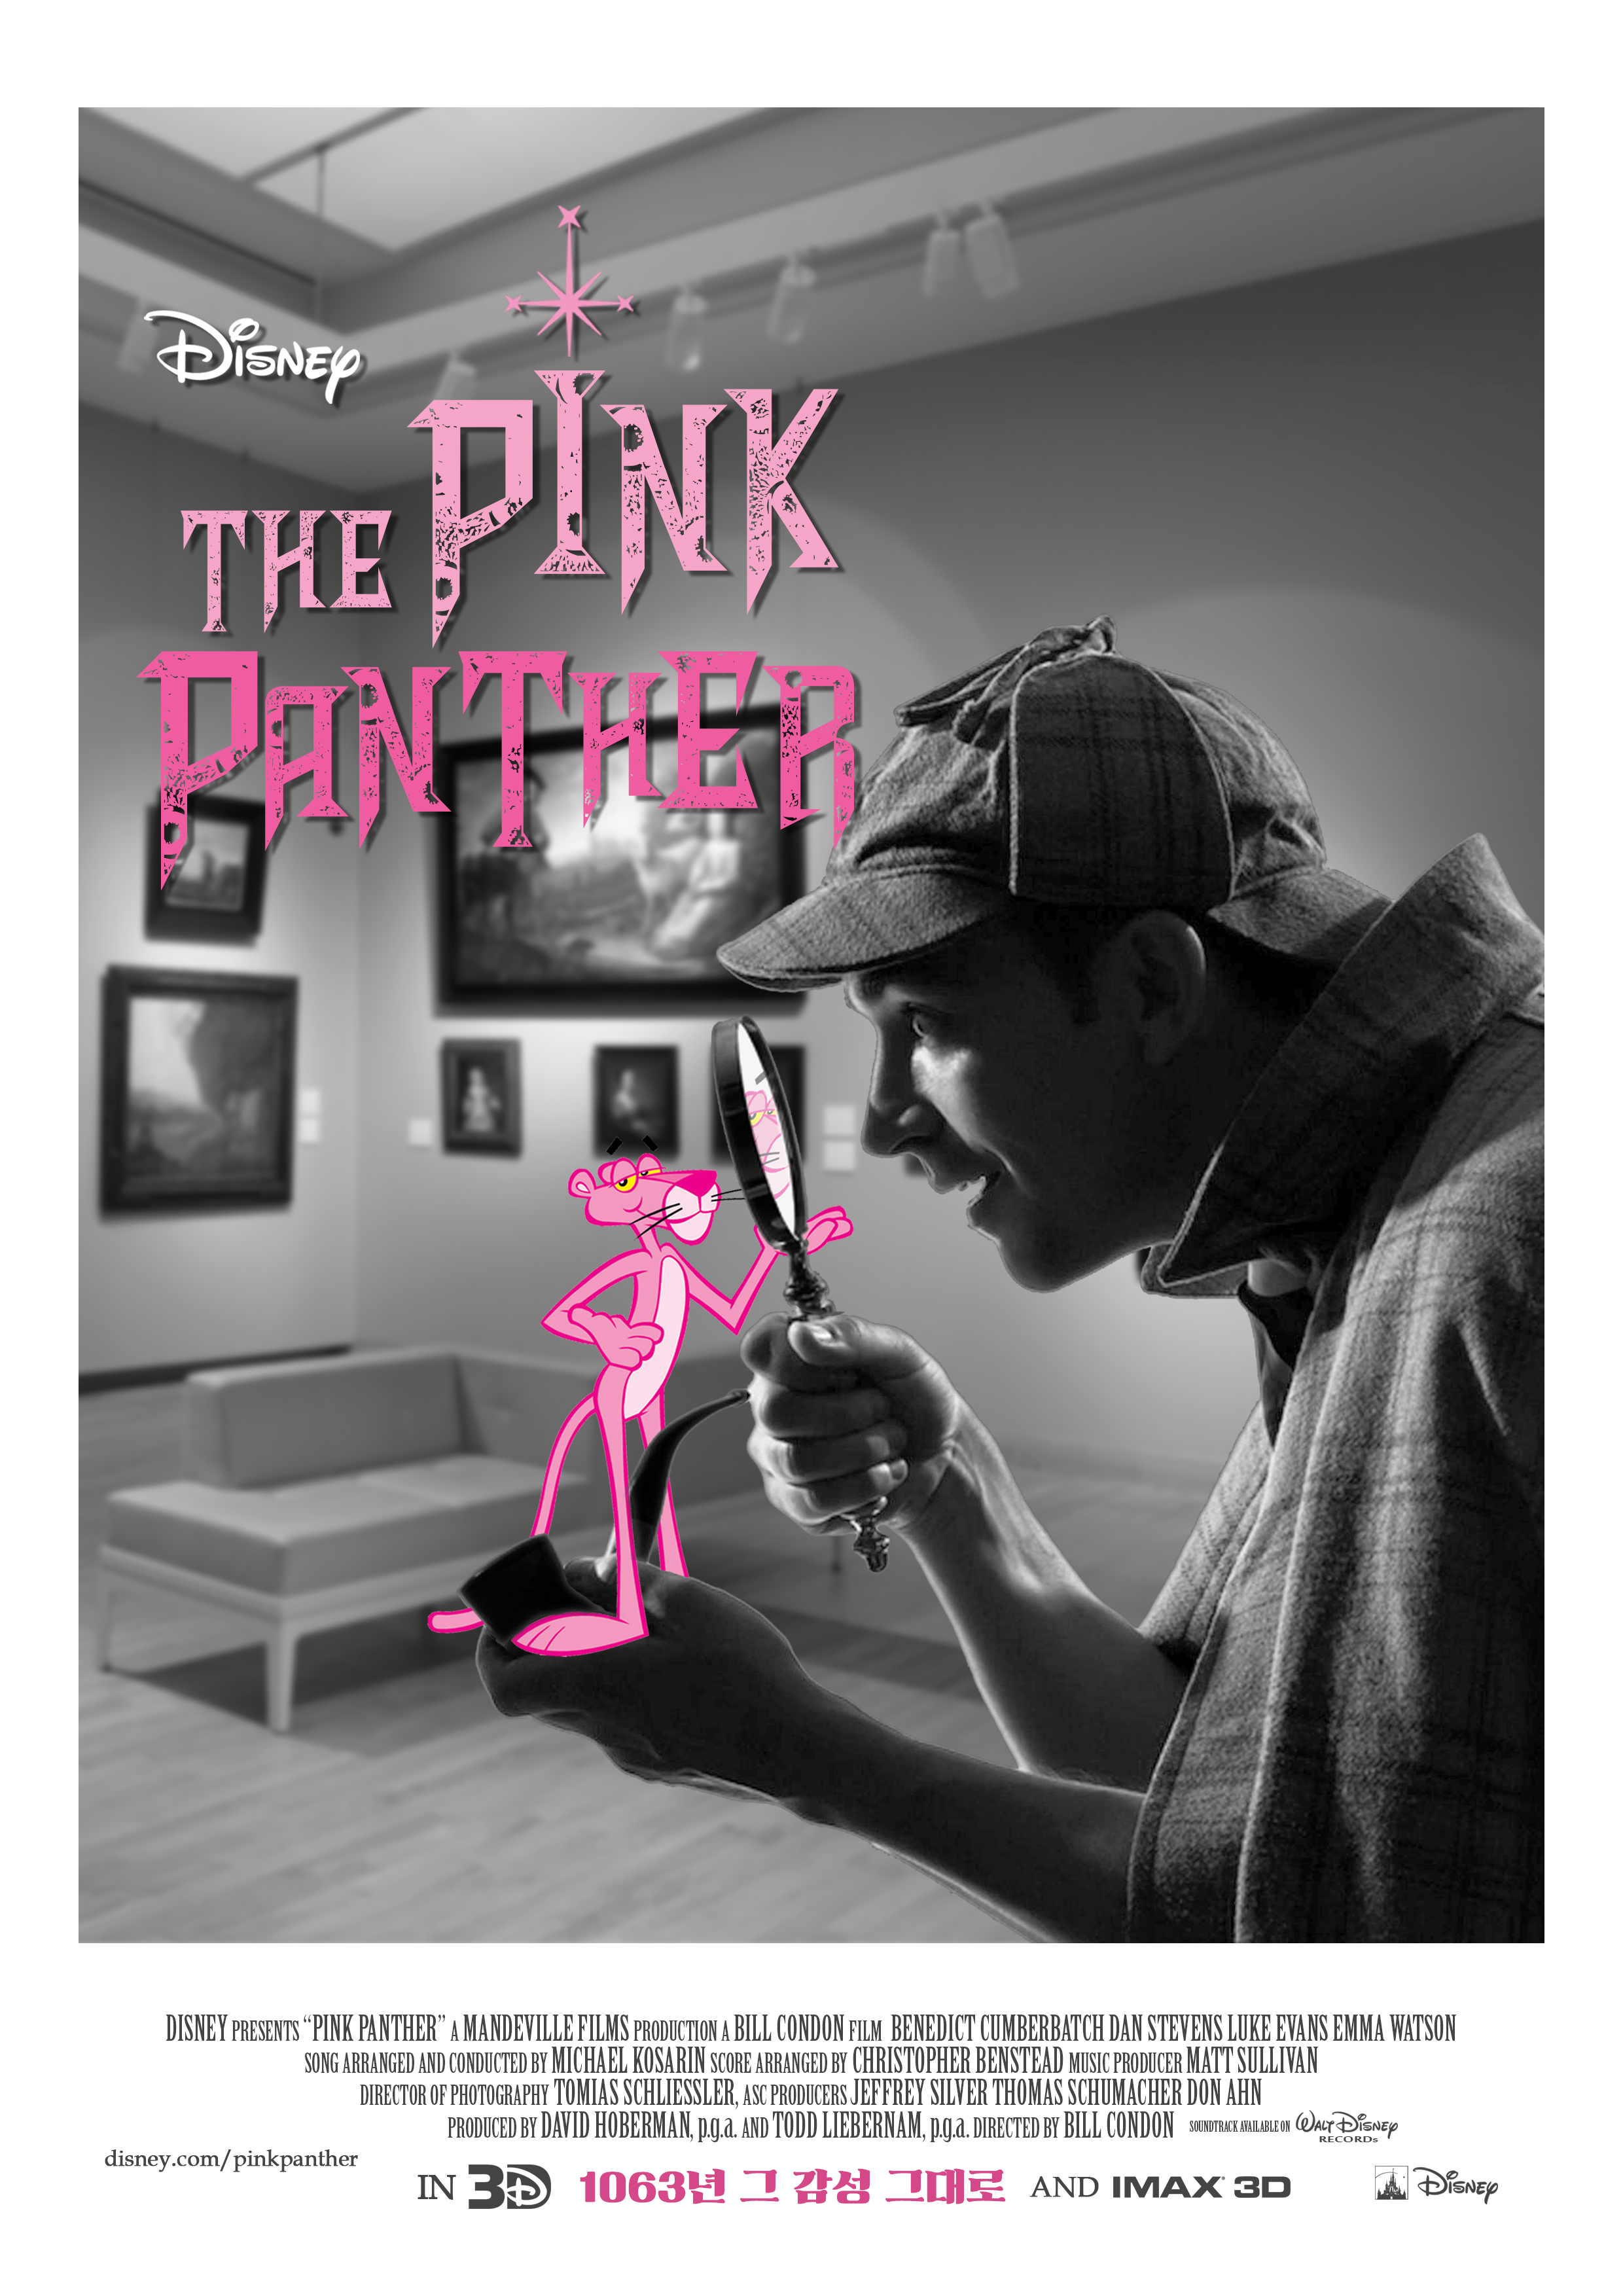 Disney
THE PINK
PANTHER
DISNEY PRESENTS “PINK PANTHER” A MANDEVILLE FILMS PRODUCTION A BILL CONDON FILM BENEDICT CUMBERBATCH DAN STEVENS LUKE EVANS EMMA WATSON
SONG ARRANGED AND CONDUCTED BY MICHAEL KOSARIN SCORE ARRANGED BY CHRISTOPHER BENSTEAD MUSIC PRODUCER MATT SULLIVAN
DIRECTOR OF PHOTOGRAPHY TOMIAS SCHLIESSLER, ASC PRODUCERS JEFFREY SILVER THOMAS SCHUMACHER DON AHN
PRODUCED BY DAVID HOBERMAN, p.g.a. AND TODD LIEBERNAM, p.g.a. DIRECTED BY BILL CONDON SOUNDTRACK AVAILABLE ON WALT DISNEY RECORDS
disney.com/pinkpanther
IN 3D 1063년 그 감성 그대로 AND IMAX 3D Disney